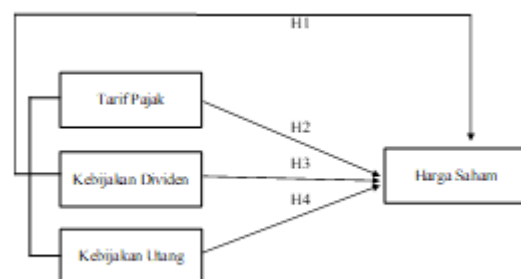 H1
Tarif Pajak
H2
H3
Kebijakan Dividen
Harga Saham
H4
Kebijakan Utang